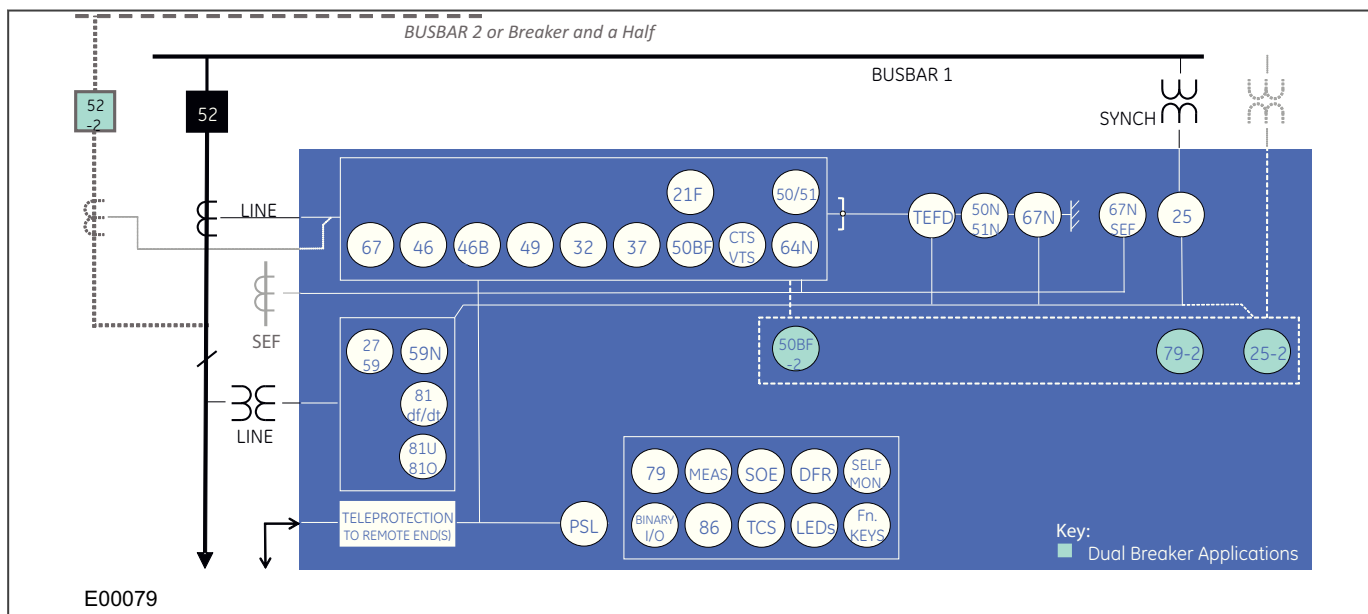 BUSBAR 2 or Breaker and a Half
BUSBAR 1
52
-2
52
SYNCH
LINE
21F
50/51
67
46
46B
49
32
37
50BF
CTS
VTS
64N
TEFD
50N
51N
67N
67N
SEF
25
SEF
27
59
59N
50BF
-2
79-2
25-2
81
df/dt
LINE
81U
81O
79
MEAS
SOE
DFR
SELF
MON
TELEPROTECTION
TO REMOTE END(S)
PSL
BINARY
I/O
86
TCS
LEDs
Fn.
KEYS
Key:
Dual Breaker Applications
E00079